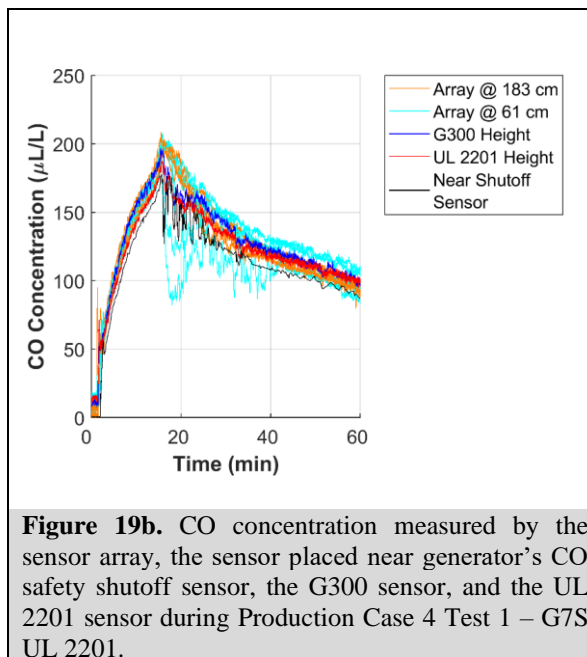 250
200
150
100
50
0
CO Concentration (μL/L)
0 20 40 60
Time (min)
Array @ 183 cm
Array @ 61 cm
G300 Height
UL 2201 Height
Near Shutoff
Sensor
Figure 19b. CO concentration measured by the
sensor array, the sensor placed near generator's CO
safety shutoff sensor, the G300 sensor, and the UL
2201 sensor during Production Case 4 Test 1 – G7S
UL 2201.